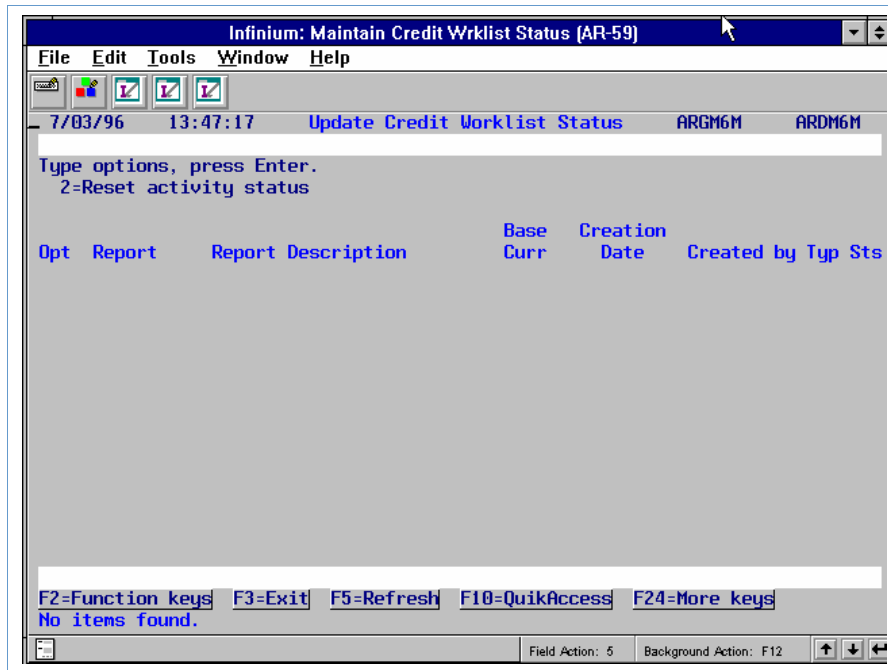 Infinium: Maintain Credit Wrklist Status (AR-59)
File Edit Tools Window Help
7/03/96 13:47:17 Update Credit Worklist Status ARGM6M ARDM6M
Type options, press Enter.
2=Reset activity status
Base Creation
Opt Report Report Description Curr Date Created by Typ Sts
F2=Function keys F3=Exit F5=Refresh F10=QuikAccess F24=More keys
No items found.
Field Action: 5 Background Action: F12